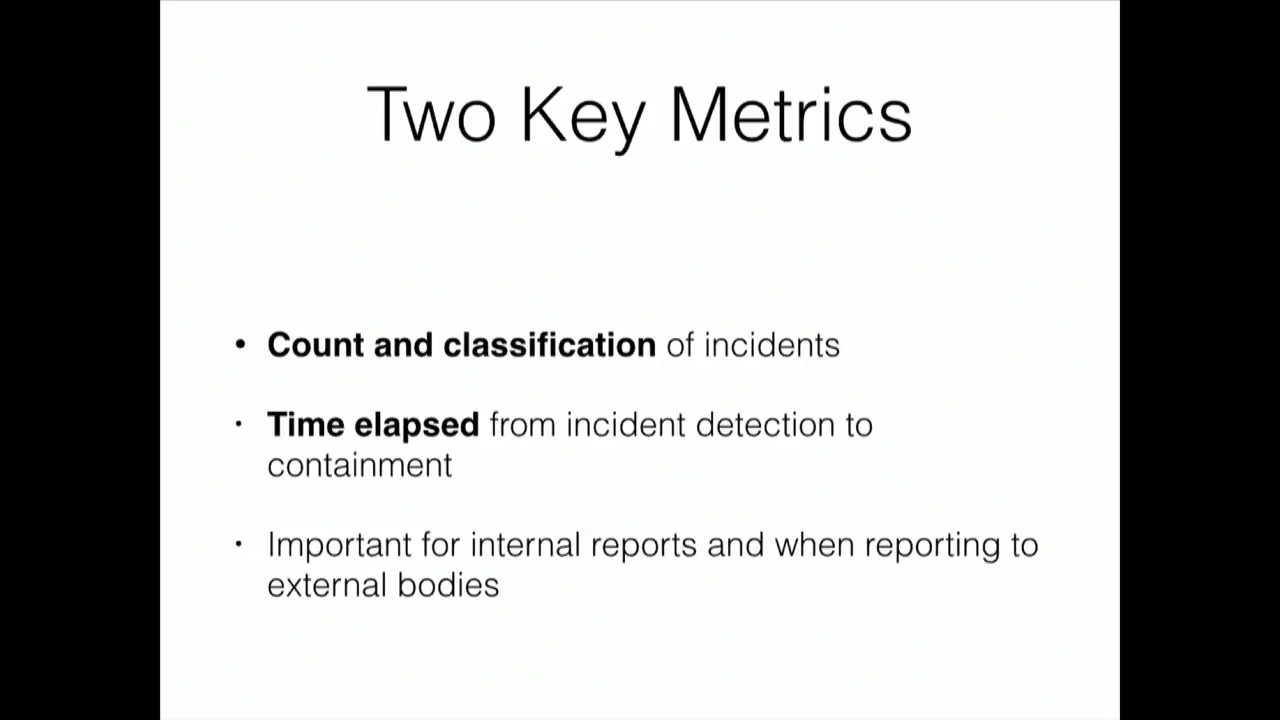 Two Key Metrics
• Count and classification of incidents
• Time elapsed from incident detection to
containment
• Important for internal reports and when reporting to
external bodies